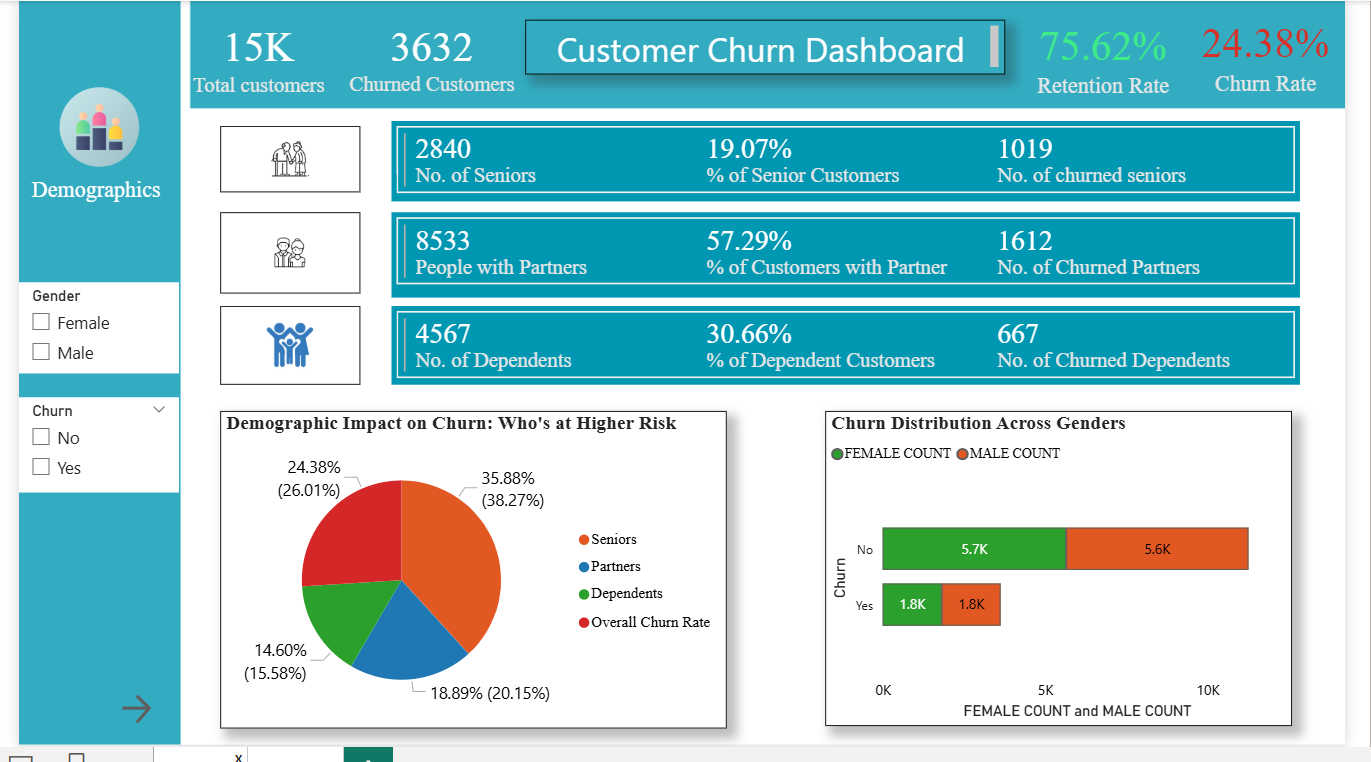 15K
Total customers
3632
Churned Customers
Customer Churn Dashboard
75.62%
Retention Rate
24.38%
Churn Rate
Demographics
Gender
Female
Male
Churn
No
Yes
2840
No. of Seniors
19.07%
% of Senior Customers
1019
No. of churned seniors
8533
People with Partners
57.29%
% of Customers with Partner
1612
No. of Churned Partners
4567
No. of Dependents
30.66%
% of Dependent Customers
667
No. of Churned Dependents
Demographic Impact on Churn: Who's at Higher Risk
24.38%
(26.01%)
35.88%
(38.27%)
14.60%
(15.58%)
18.89% (20.15%)
Seniors
Partners
Dependents
Overall Churn Rate
Churn Distribution Across Genders
FEMALE COUNT MALE COUNT
Churn
No
5.7K
5.6K
Yes
1.8K
1.8K
0K
5K
10K
FEMALE COUNT and MALE COUNT
x